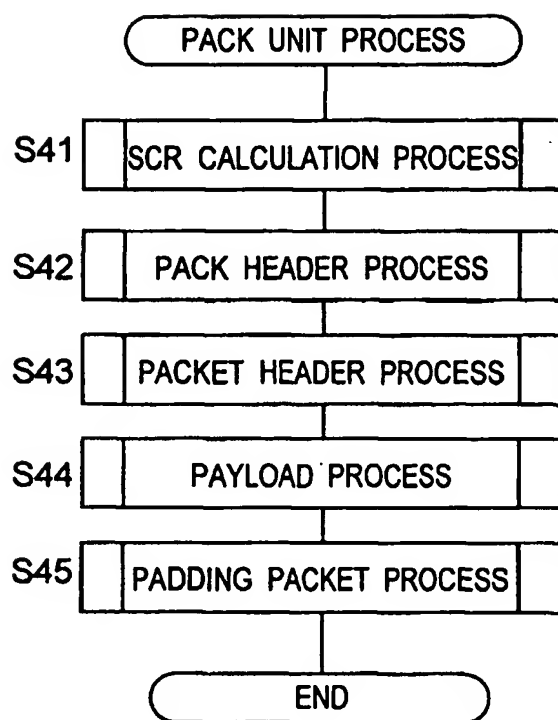 PACK UNIT PROCESS
S41 SCR CALCULATION PROCESS
S42 PACK HEADER PROCESS
S43 PACKET HEADER PROCESS
S44 PAYLOAD PROCESS
S45 PADDING PACKET PROCESS
END